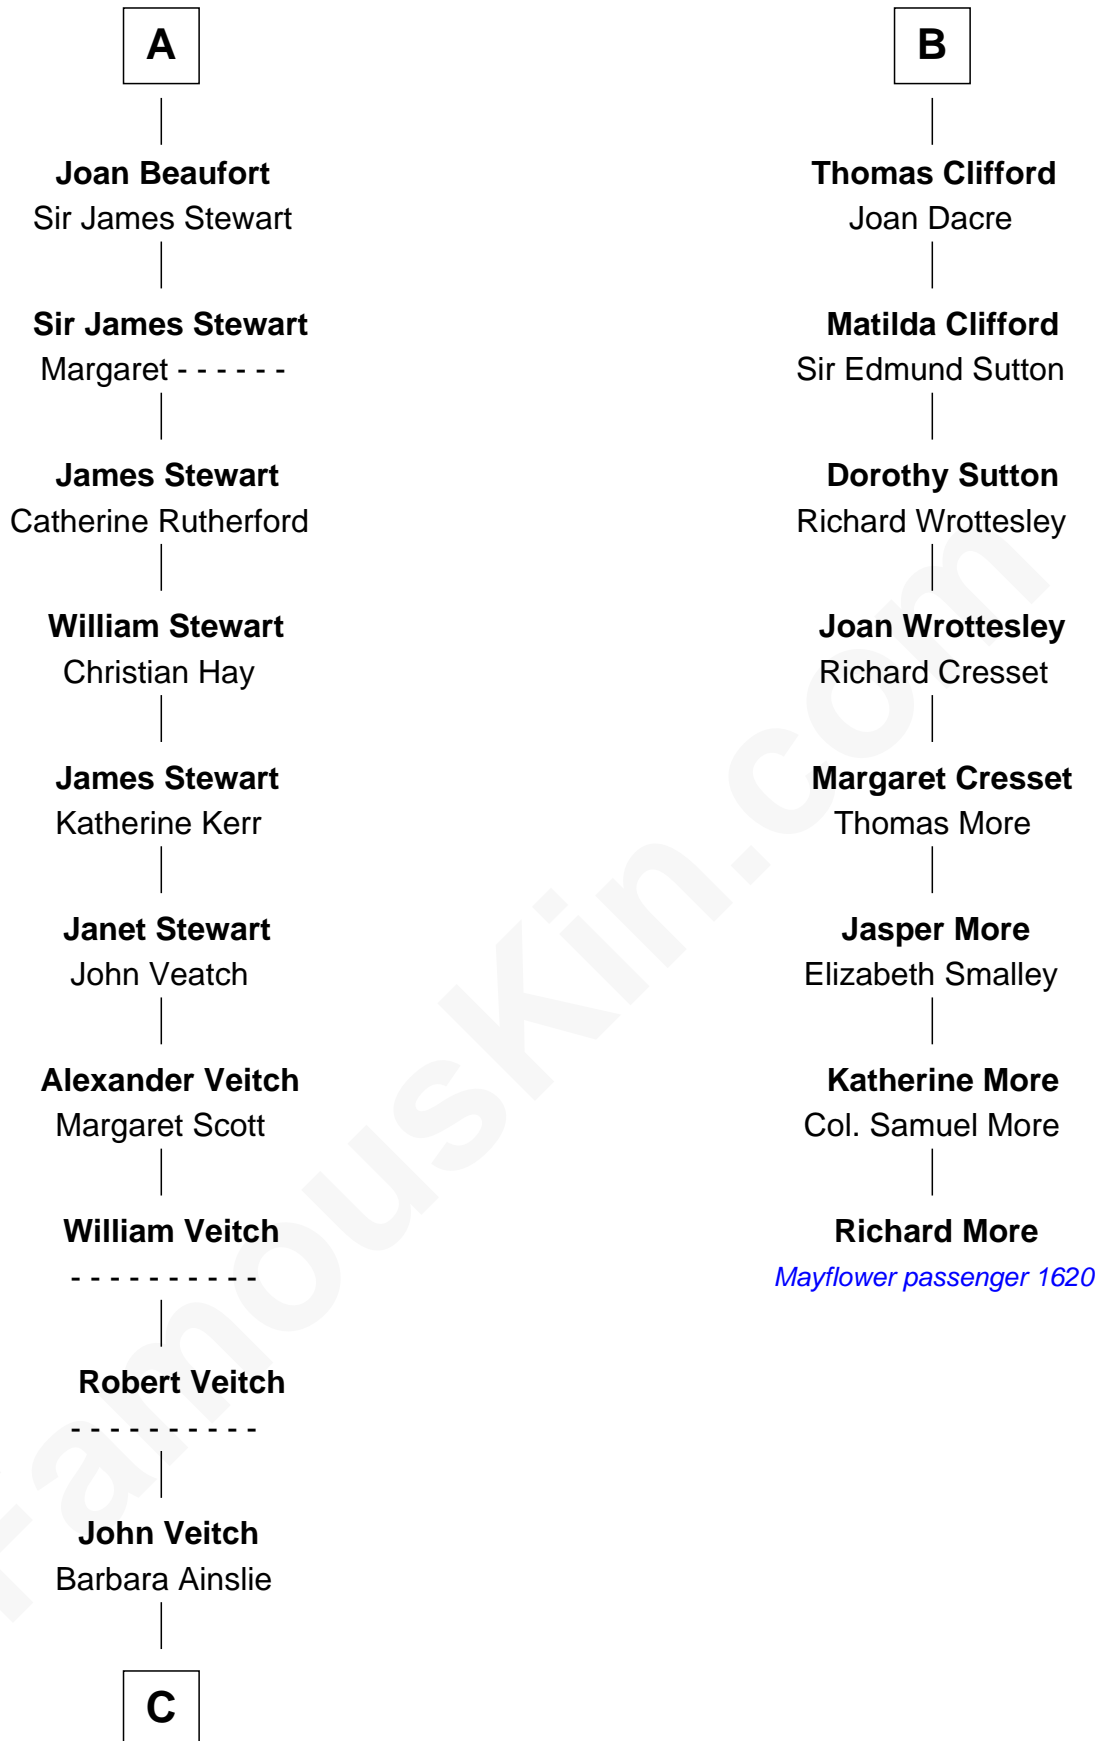 A
Joan Beaufort
Sir James Stewart
Sir James Stewart
Margaret - - - - - -
James Stewart
Catherine Rutherford
William Stewart
Christian Hay
James Stewart
Katherine Kerr
Janet Stewart
John Veatch
Alexander Veitch
Margaret Scott
William Veitch
- - - - - - - - - -
Robert Veitch
- - - - - - - - - -
John Veitch
Barbara Ainslie
C
B
Thomas Clifford
Joan Dacre
Matilda Clifford
Sir Edmund Sutton
Dorothy Sutton
Richard Wrottesley
Joan Wrottesley
Richard Cresset
Margaret Cresset
Thomas More
Jasper More
Elizabeth Smalley
Katherine More
Col. Samuel More
Richard More
Mayflower passenger 1620
FamousKin.com